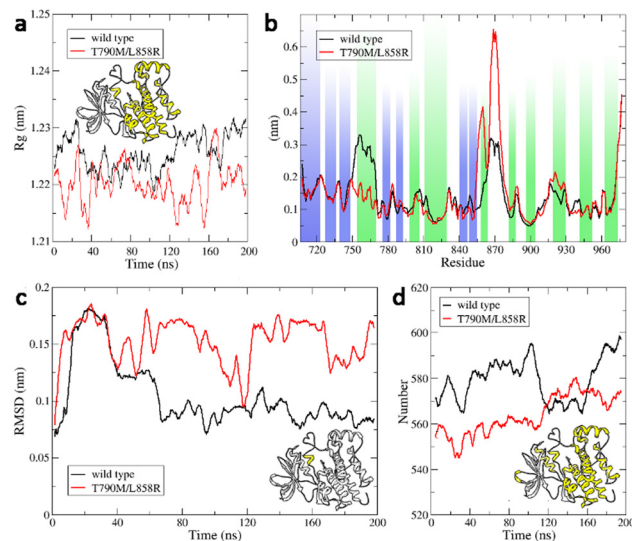 a
1.25
1.24
1.23
1.22
1.21
Rg (nm)
wild type
T790M/L858R
0
40
80
120
160
200
Time (ns)
b
0.6
0.5
0.4
0.3
0.2
0.1
0
(nm)
wild type
T790M/L858R
720
750
780
810
840
870
900
930
960
Residue
c
0.2
0.15
0.1
0.05
0
RMSD (nm)
wild type
T790M/L858R
0
40
80
120
160
200
Time (ns)
d
620
600
580
560
540
520
Number
wild type
T790M/L858R
0
40
80
120
160
200
Time (ns)